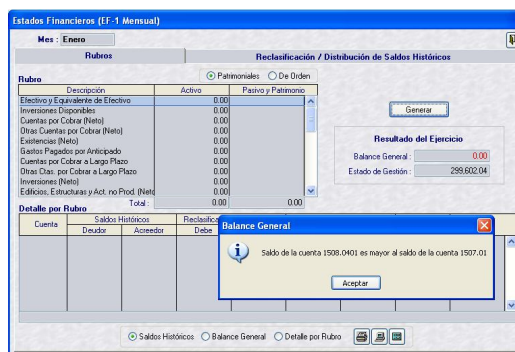 Estados Financieros (EF-1 Mensual)
Mes : Enero
Rubros
Reclasificación / Distribución de Saldos Históricos
Rubro
Patrimoniales De Orden
Descripción Activo Pasivo y Patrimonio
Efectivo y Equivalente de Efectivo 0.00
Inversiones Disponibles 0.00
Cuentas por Cobrar (Neto) 0.00
Otras Cuentas por Cobrar (Neto) 0.00
Existencias (Neto) 0.00
Gastos Pagados por Anticipado 0.00
Cuentas por Cobrar a Largo Plazo 0.00
Otras Ctas. por Cobrar a Largo Plazo 0.00
Inversiones (Neto) 0.00
Edificios, Estructuras y Act. no Prod. (Neto 0.00
Total : 0.00 0.00
Generar
Resultado del Ejercicio
Balance General : 0.00
Estado de Gestión : 299,602.04
Detalle por Rubro
Cuenta Saldos Históricos Reclasifica
Deudor Acreedor Debe
Balance General
Saldo de la cuenta 1508.0401 es mayor al saldo de la cuenta 1507.01
Aceptar
Saldos Históricos Balance General Detalle por Rubro